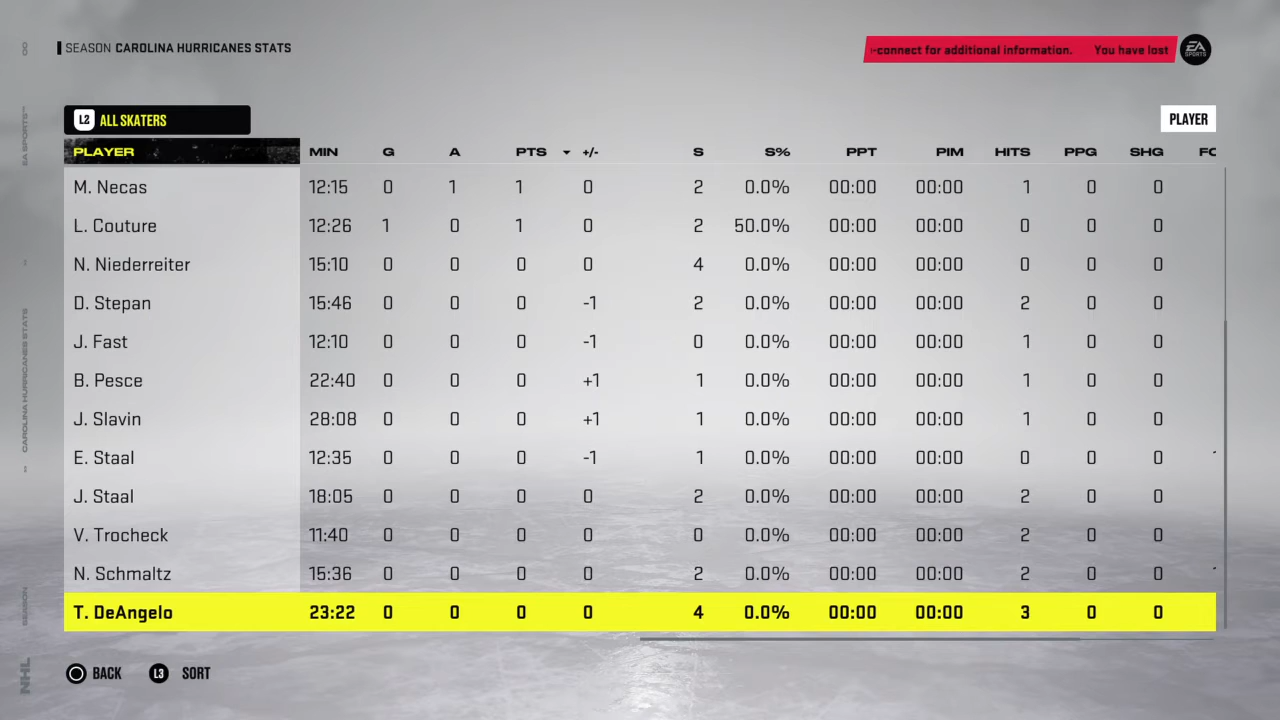 SEASON CAROLINA HURRICANES STATS
-connect for additional information. You have lost
EA SPORTS
L2 ALL SKATERS
PLAYER
PLAYER MIN G A PTS +/- S S% PPT PIM HITS PPG SHG FO
M. Necas 12:15 0 1 1 0 2 0.0% 00:00 00:00 1 0 0
L. Couture 12:26 1 0 1 0 2 50.0% 00:00 00:00 0 0 0
N. Niederreiter 15:10 0 0 0 0 4 0.0% 00:00 00:00 0 0 0
D. Stepan 15:46 0 0 0 -1 2 0.0% 00:00 00:00 2 0 0
J. Fast 12:10 0 0 0 -1 0 0.0% 00:00 00:00 1 0 0
B. Pesce 22:40 0 0 0 +1 1 0.0% 00:00 00:00 1 0 0
J. Slavin 28:08 0 0 0 +1 1 0.0% 00:00 00:00 1 0 0
E. Staal 12:35 0 0 0 -1 1 0.0% 00:00 00:00 0 0 0
J. Staal 18:05 0 0 0 0 2 0.0% 00:00 00:00 2 0 0
V. Trocheck 11:40 0 0 0 0 0 0.0% 00:00 00:00 2 0 0
N. Schmaltz 15:36 0 0 0 0 2 0.0% 00:00 00:00 2 0 0
T. DeAngelo 23:22 0 0 0 0 4 0.0% 00:00 00:00 3 0 0
BACK L3 SORT
NHL SEASON CAROLINA HURRICANES STATS EA SPORTS™